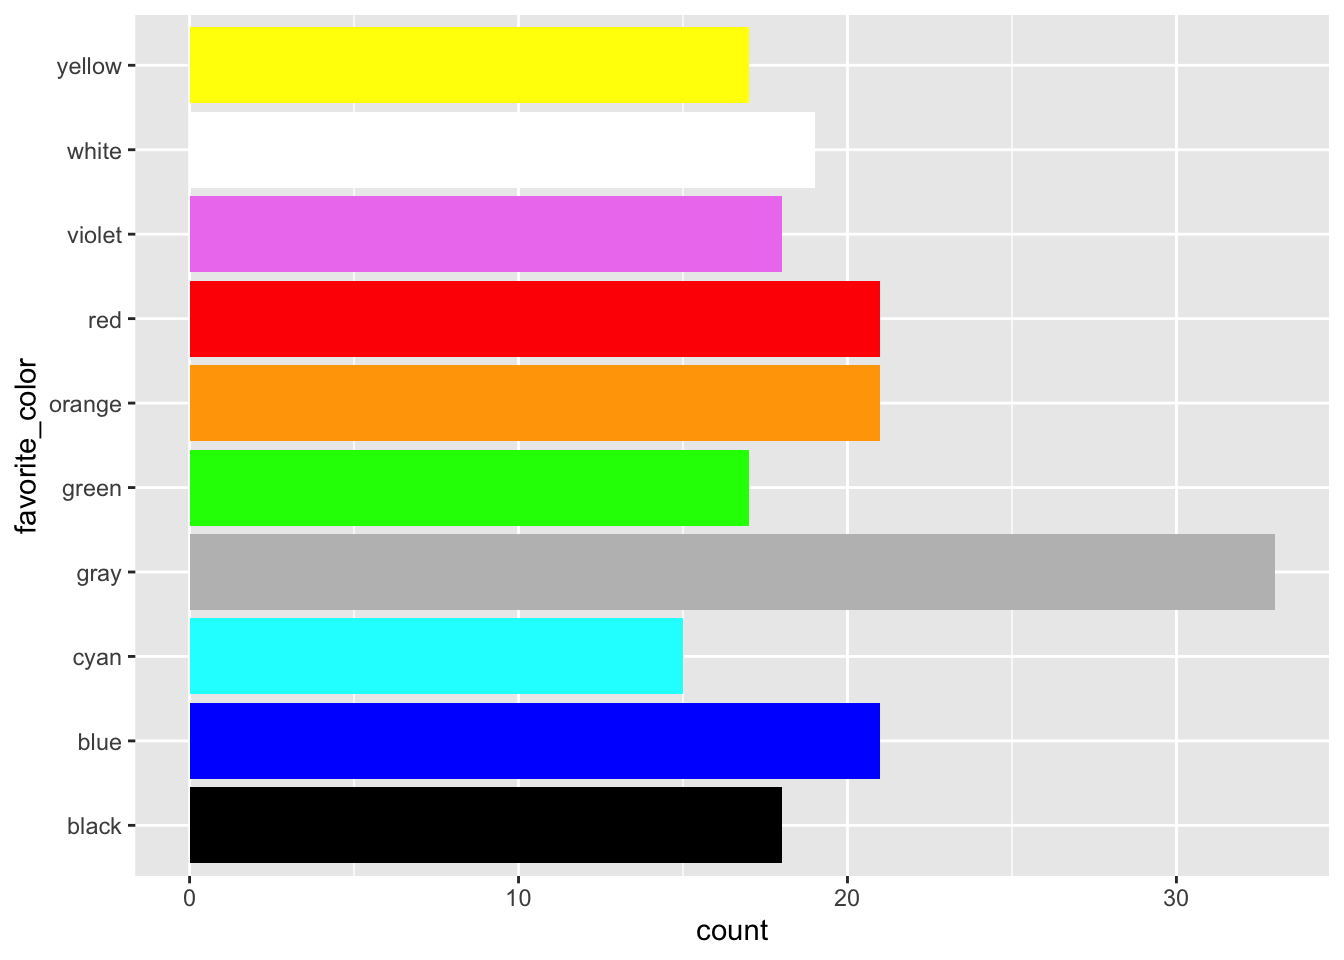 yellow
white
violet
red
orange
green
gray
cyan
blue
black
favorite_color
0 10 20 30
count